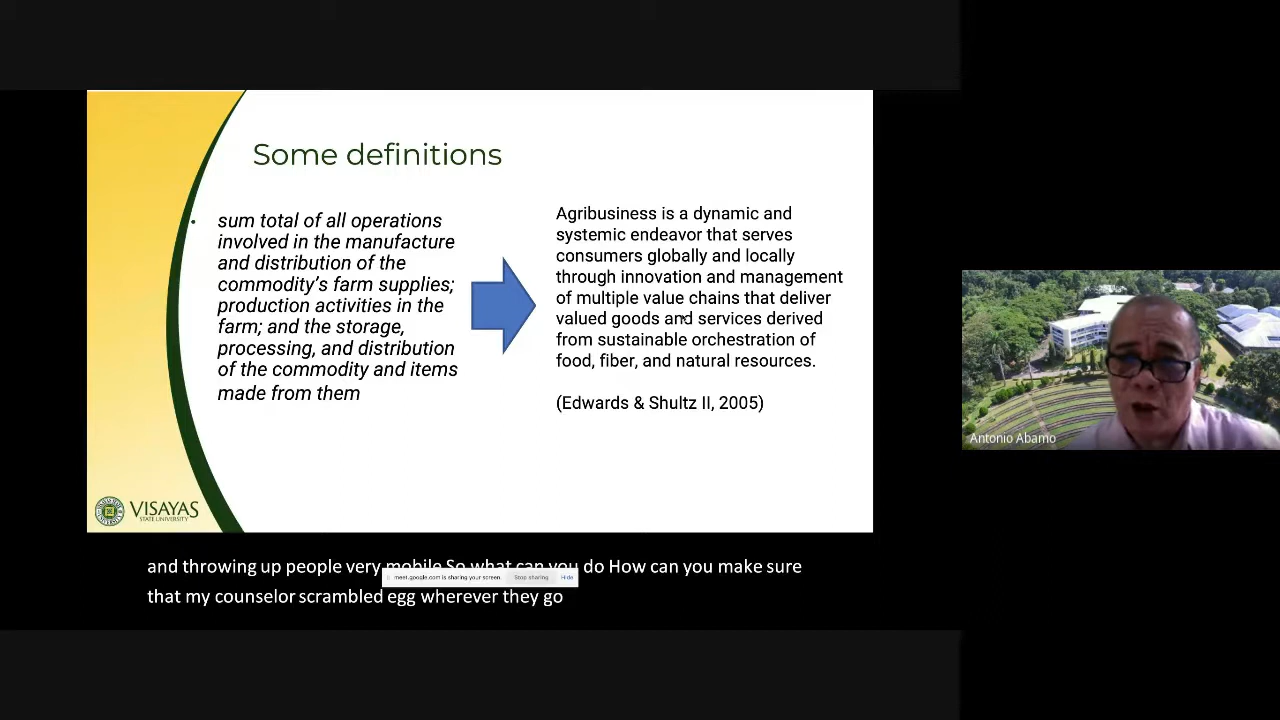 Some definitions
• sum total of all operations
involved in the manufacture
and distribution of the
commodity's farm supplies;
production activities in the
farm; and the storage,
processing, and distribution
of the commodity and items
made from them
Agribusiness is a dynamic and
systemic endeavor that serves
consumers globally and locally
through innovation and management
of multiple value chains that deliver
valued goods and services derived
from sustainable orchestration of
food, fiber, and natural resources.
(Edwards & Shultz II, 2005)
VISAYAS
STATE UNIVERSITY
Antonio Abamo
and throwing up people very mobile So what can you do How can you make sure
meet.google.com is sharing your screen. Stop sharing Hide
that my counselor scrambled egg wherever they go